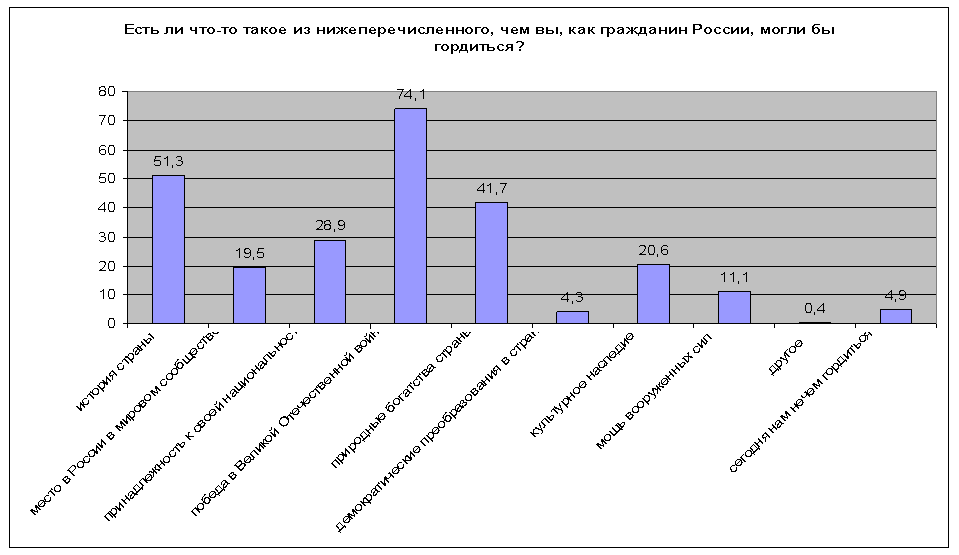 Есть ли что-то такое из нижеперечисленного, чем вы, как гражданин России, могли бы
гордиться?
80
70
60
50
40
30
20
10
0
51,3
19,5
28,9
74,1
41,7
4,3
20,6
11,1
0,4
4,9
история страны
место в России в мировом сообществе
принадлежность к своей национальност
победа в Великой Отечественной войн
природные богатства страны
демократические преобразования в стран
культурное наследие
мощь вооруженных сил
другое
сегодня нам нечем гордиться